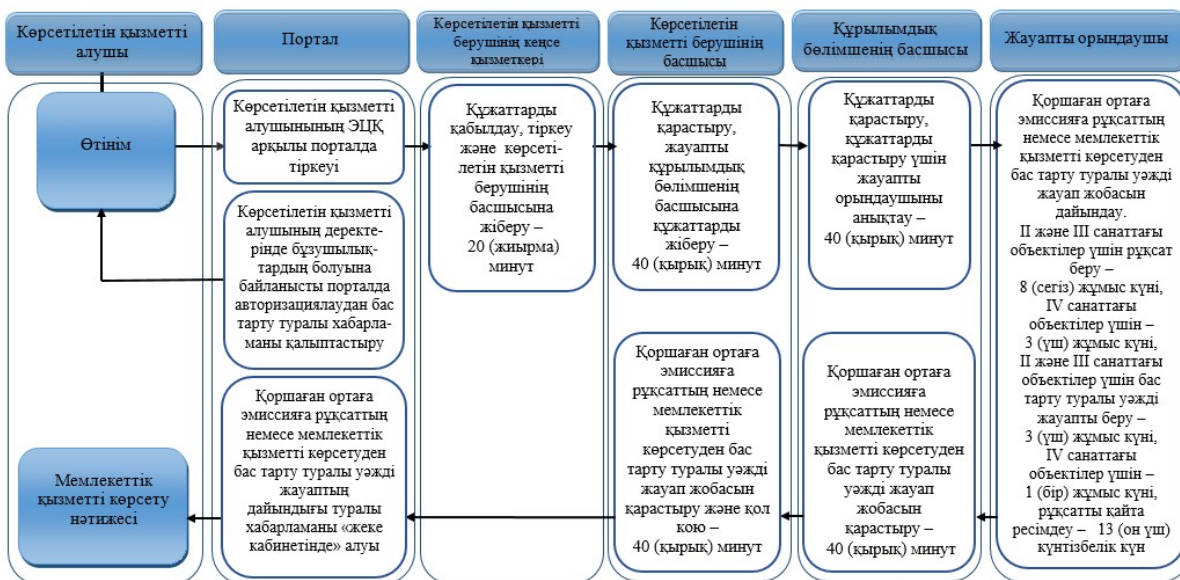 Көрсетілетін қызметті
алушы
Портал
Көрсетілетін қызметті
берушінің кеңсе
қызметкері
Көрсетілетін
қызметті берушінің
басшысы
Құрылымдық
бөлімшенің басшысы
Жауапты орындаушы
Өтінім
Көрсетілетін қызметті
алушынының ЭЦҚ
арқылы порталда
тіркеуі
Көрсетілетін қызметті
алушының деректе-
рінде бұзушылық-
тардың болуына
байланысты порталда
авторизациялаудан бас
тарту туралы хабарла-
маны қалыптастыру
Құжаттарды
қабылдау, тіркеу
және көрсеті-
летін қызметті
берушінің
басшысына
жіберу –
20 (жиырма)
минут
Құжаттарды
қарастыру,
жауапты
құрылымдық
бөлімшенің
басшысына
құжаттарды
жіберу –
40 (қырық) минут
Құжаттарды
қарастыру,
құжаттарды
қарастыру үшін
жауапты
орындаушыны
анықтау –
40 (қырық) минут
Қоршаған ортаға
эмиссияға рұқсаттың
немесе мемлекеттік
қызметті көрсетуден
бас тарту туралы уәжді
жауап жобасын
дайындау.
II және III санаттағы
объектілер үшін рұқсат
беру –
8 (сегіз) жұмыс күні,
IV санаттағы
объектілер үшін –
3 (үш) жұмыс күні,
II және III санаттағы
объектілер үшін бас
тарту туралы уәжді
жауапты беру –
3 (үш) жұмыс күні,
IV санаттағы
объектілер үшін –
1 (бір) жұмыс күні,
рұқсатты қайта
ресімдеу – 13 (он үш)
күнтізбелік күн
Қоршаған ортаға
эмиссияға рұқсаттың
немесе мемлекеттік
қызметті көрсетуден
бас тарту туралы
уәжді жауап
жобасын
қарастыру –
40 (қырық) минут
Қоршаған ортаға
эмиссияға
рұқсаттың немесе
мемлекеттік
қызметті
көрсетуден бас
тарту туралы уәжді
жауап жобасын
қарастыру және қол
қою –
40 (қырық) минут
Қоршаған ортаға
эмиссияға рұқсаттың
немесе мемлекеттік
қызметті көрсетуден
бас тарту туралы уәжді
жауаптың
дайындығы туралы
хабарламаны «жеке
кабинетінде» алуы
Мемлекеттік
қызметті көрсету
нәтижесі